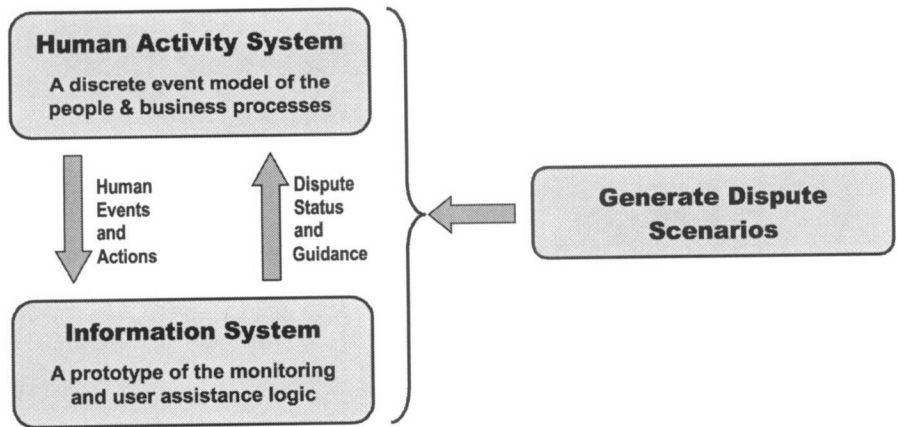 Human Activity System
A discrete event model of the
people & business processes
Human
Events
and
Actions
Dispute
Status
and
Guidance
Generate Dispute
Scenarios
Information System
A prototype of the monitoring
and user assistance logic